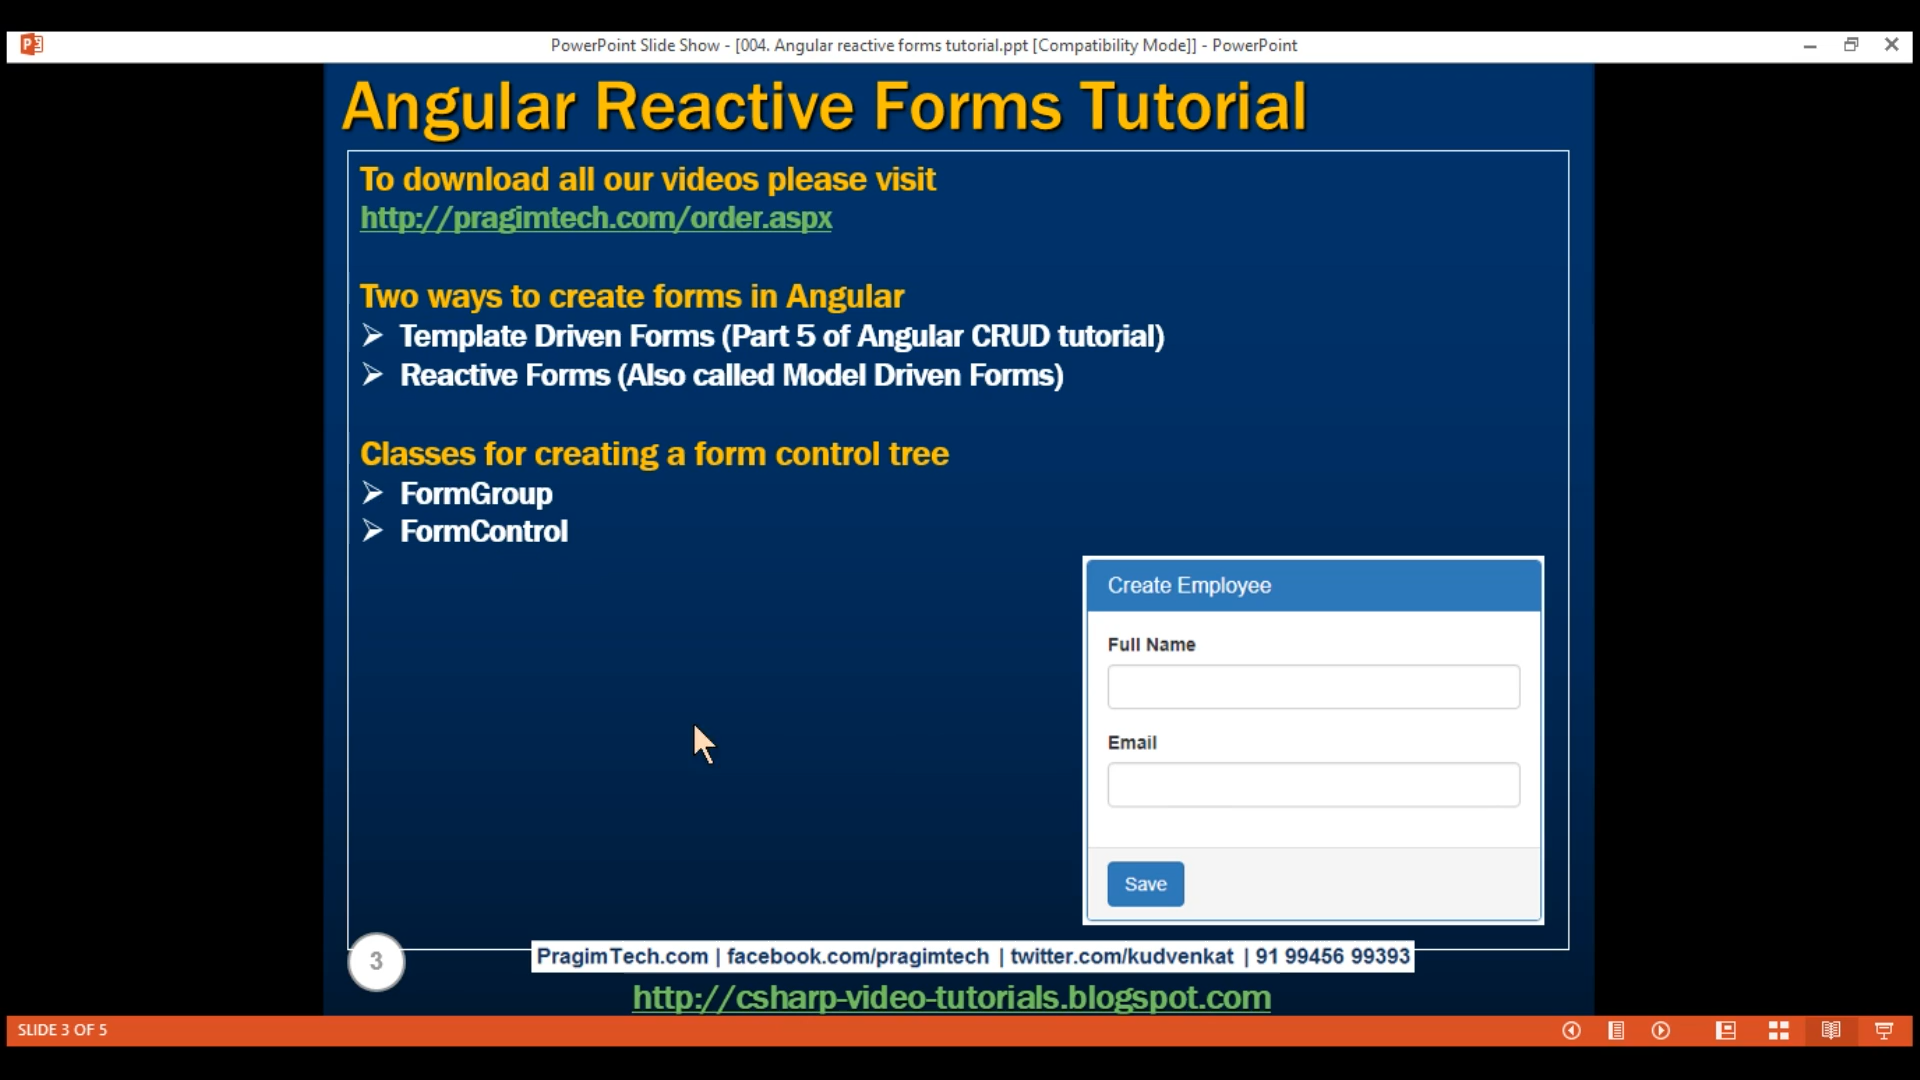 PowerPoint Slide Show - [004. Angular reactive forms tutorial.ppt [Compatibility Mode]] - PowerPoint
Angular Reactive Forms Tutorial
To download all our videos please visit
http://pragimtech.com/order.aspx
Two ways to create forms in Angular
Template Driven Forms (Part 5 of Angular CRUD tutorial)
Reactive Forms (Also called Model Driven Forms)
Classes for creating a form control tree
FormGroup
FormControl
Create Employee
Full Name
Email
Save
3
PragimTech.com | facebook.com/pragimtech | twitter.com/kudvenkat | 91 99456 99393
http://csharp-video-tutorials.blogspot.com
SLIDE 3 OF 5